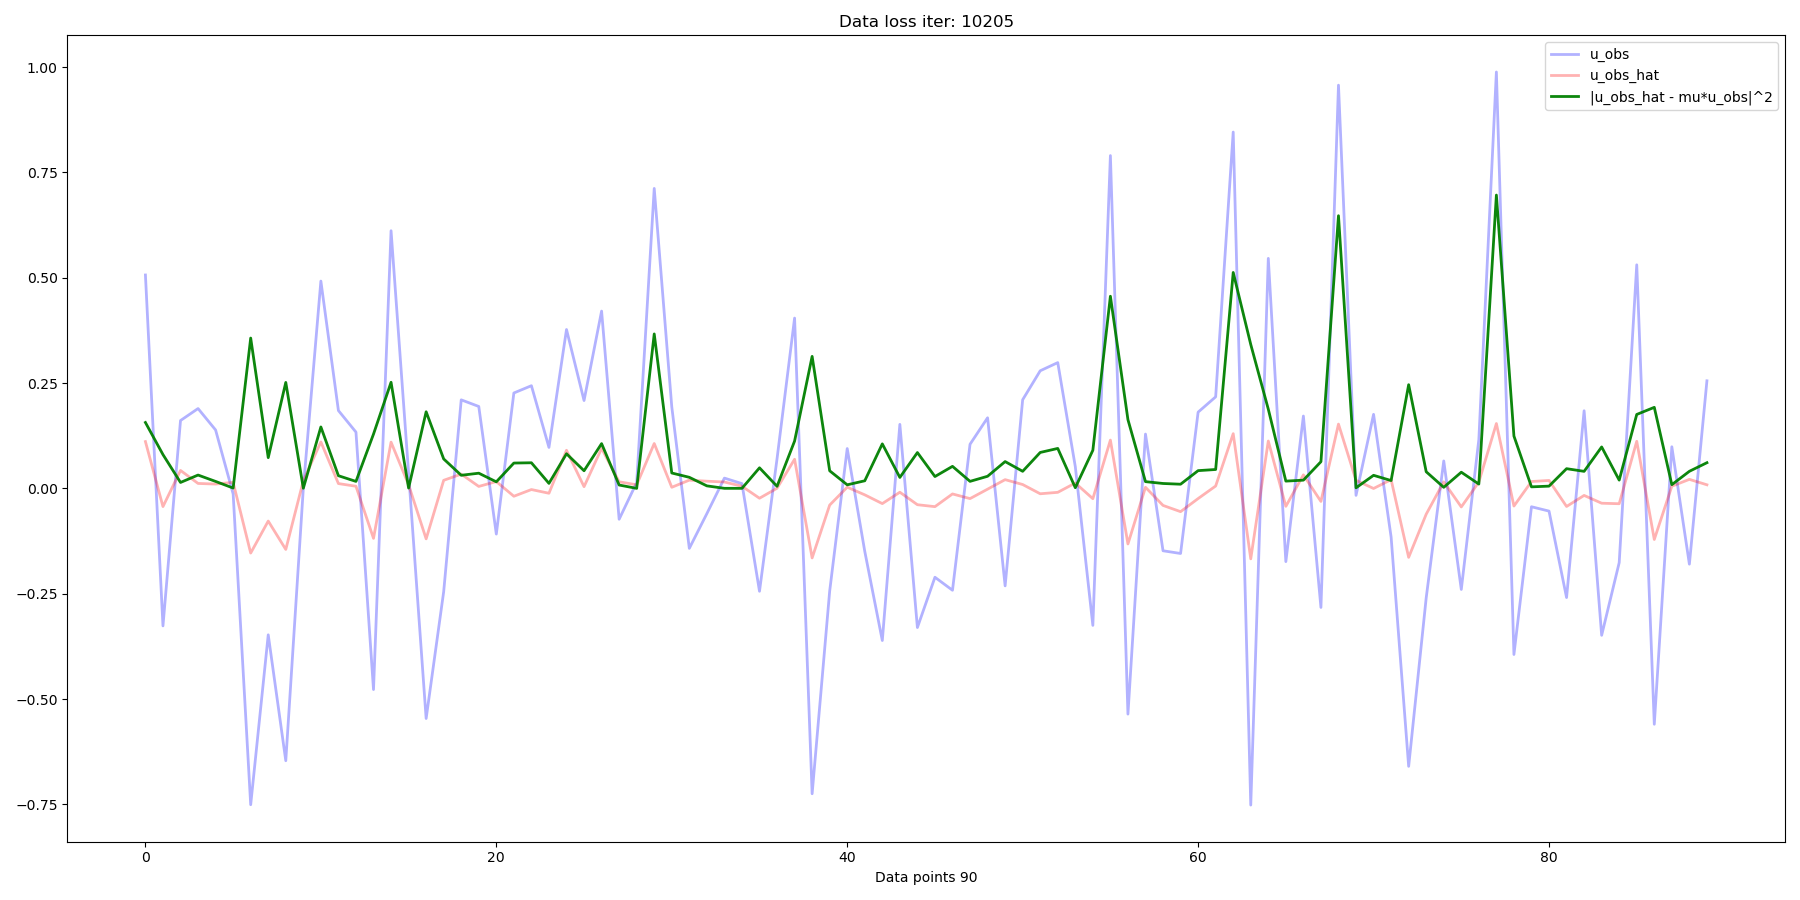 Data loss iter: 10205
u_obs
u_obs_hat
|u_obs_hat - mu*u_obs|^2
1.00
0.75
0.50
0.25
0.00
−0.25
−0.50
−0.75
0 20 40 60 80
Data points 90